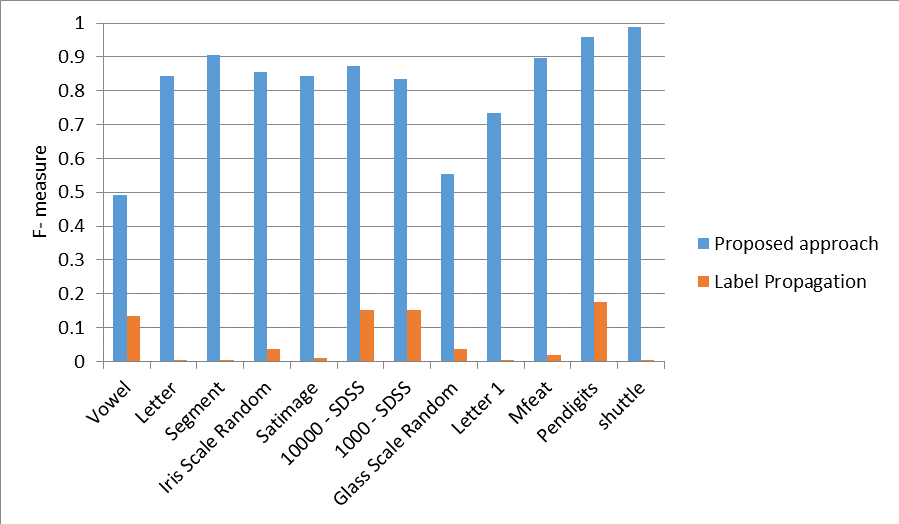 1
0.9
0.8
0.7
0.6
0.5
0.4
0.3
0.2
0.1
0
F- measure
Vowel
Letter
Segment
Iris Scale Random
Satimage
10000 - SDSS
1000 - SDSS
Glass Scale Random
Letter 1
Mfeat
Pendigits
shuttle
Proposed approach
Label Propagation